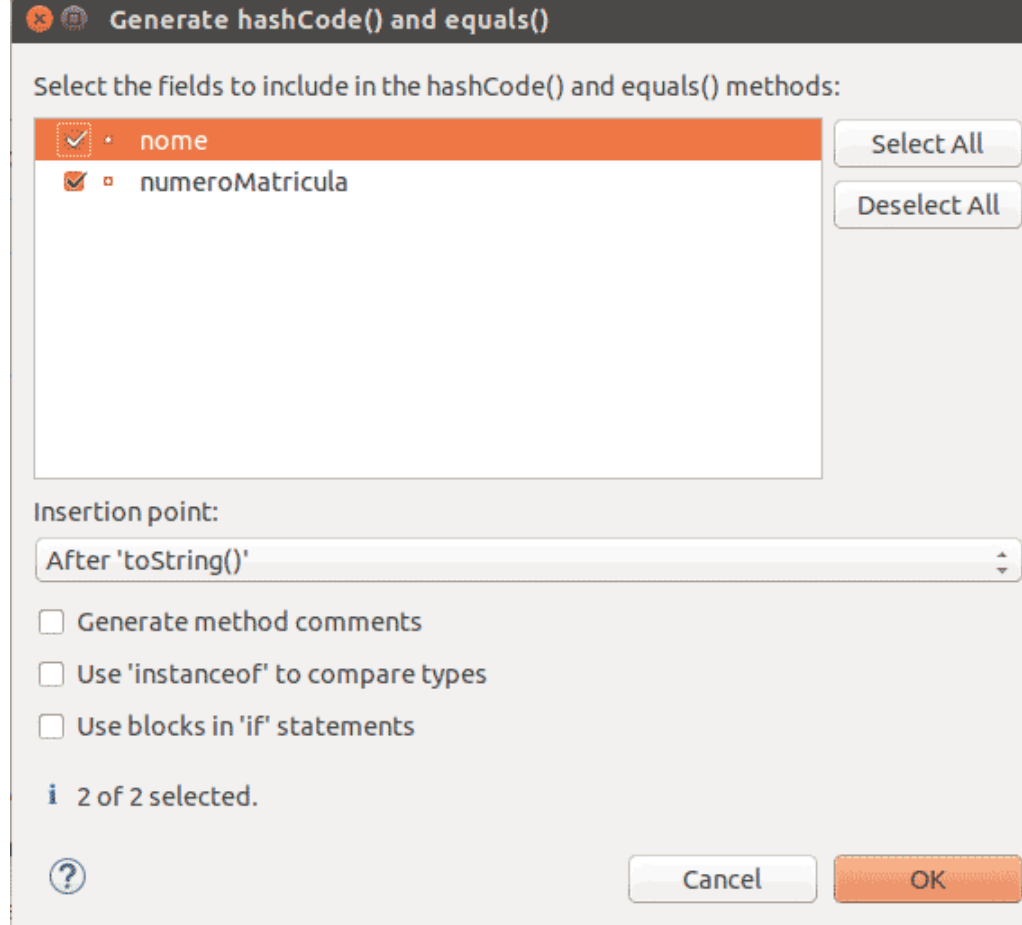 Generate hashCode() and equals()
Select the fields to include in the hashCode() and equals() methods:
nome
numeroMatricula
Select All
Deselect All
Insertion point:
After 'toString()'
Generate method comments
Use 'instanceof' to compare types
Use blocks in 'if' statements
i 2 of 2 selected.
?
Cancel
OK